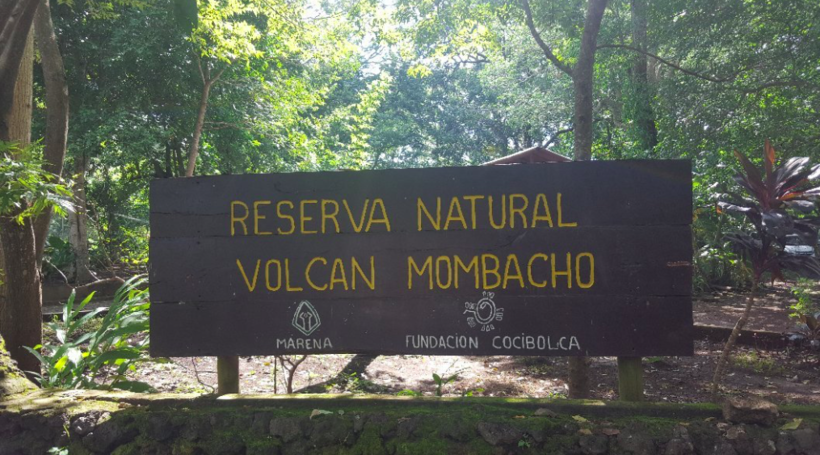 RESERVA NATURAL
VOLCAN MOMBACHO
MARENA FUNDACION COCIBOLCA